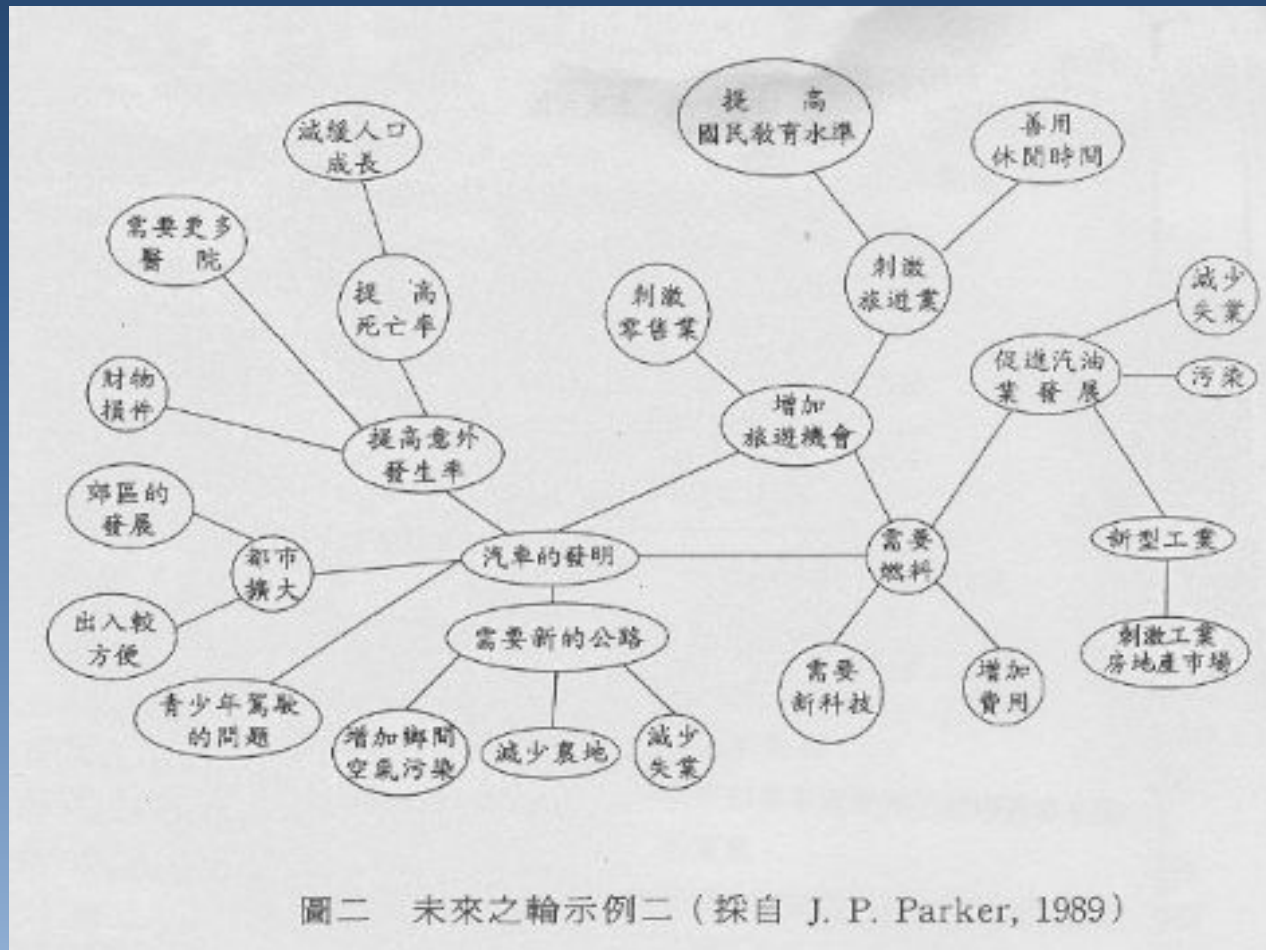 減緩人口
成長
提　高
國民教育水準
善用
休閒時間
需要更多
醫　院
提　高
死亡率
刺激
零售業
刺激
旅遊業
減少
失業
財物
損件
提高意外
發生率
增加
旅遊機會
促進汽油
業發展
污染
郊區的
發展
都市
擴大
汽車的發明
需要
燃料
新型工業
出入較
方便
需要新的公路
刺激工業
房地產市場
青少年駕駛
的問題
增加鄉間
空氣污染
減少農地
減少
失業
需要
新科技
增加
費用
圖二　未來之輪示例二（採自 J. P. Parker, 1989）